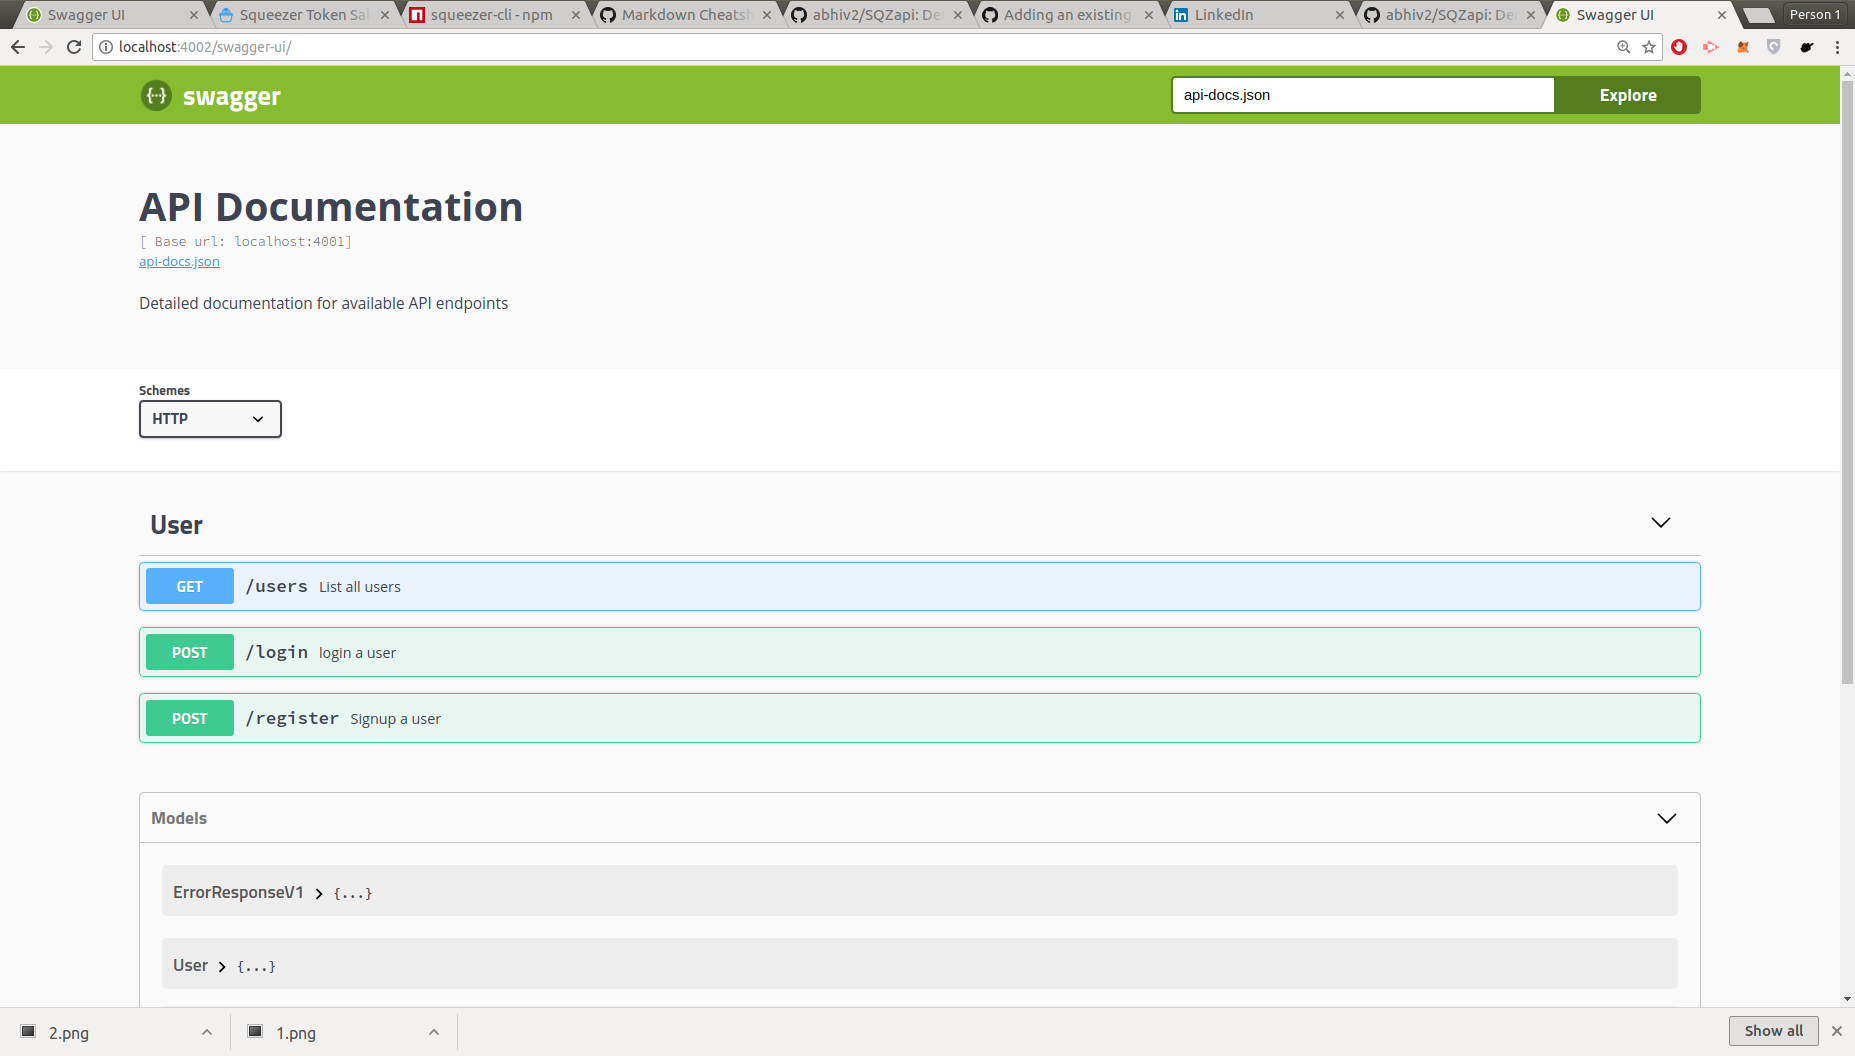 Swagger UI
Squeezer Token Sal
squeezer-cli - npm
Markdown Cheatsh
abhiv2/SQZapi: De
Adding an existing
LinkedIn
abhiv2/SQZapi: De
Swagger UI
Person 1
localhost:4002/swagger-ui/
swagger
api-docs.json
Explore
API Documentation
[ Base url: localhost:4001]
api-docs.json
Detailed documentation for available API endpoints
Schemes
HTTP
User
GET /users List all users
POST /login login a user
POST /register Signup a user
Models
ErrorResponseV1 {...}
User {...}
2.png
1.png
Show all